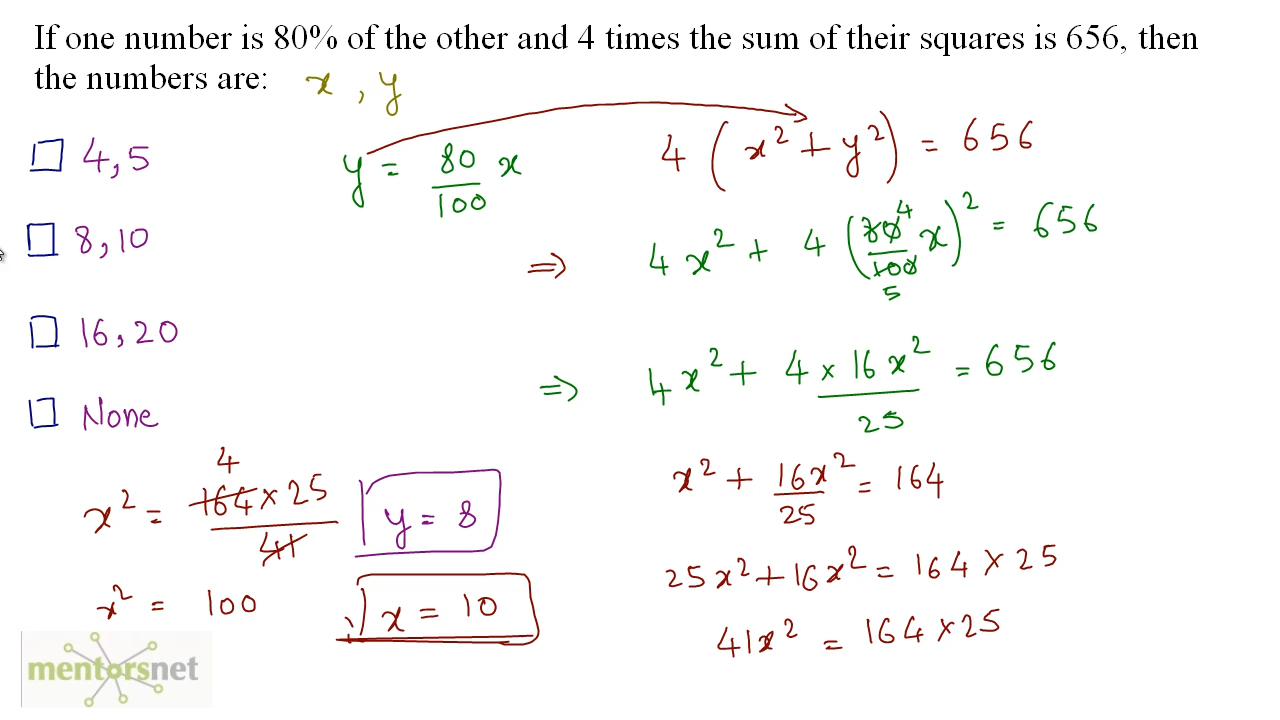 If one number is 80% of the other and 4 times the sum of their squares is 656, then
the numbers are: x , y
4,5
8,10
16,20
None
y = 80/100 x
4 (x² + y²) = 656
⇒ 4x² + 4 (80/100 x)² = 656
4
5
⇒ 4x² + 4 × 16x²/25 = 656
x² + 16x²/25 = 164
25x² + 16x² = 164 × 25
41x² = 164 × 25
4
x² = 164 × 25/41
x² = 100
y = 8
x = 10
mentorsnet